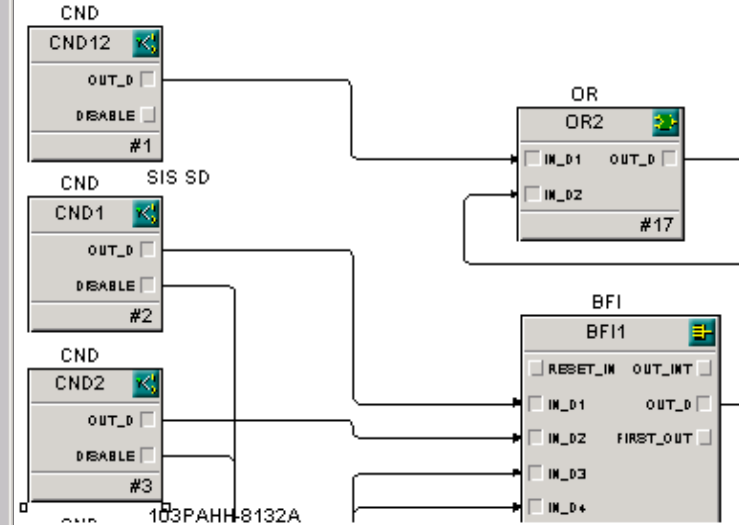 CND
CND12
OUT_D
DISABLE
#1
CND
SIS SD
CND1
OUT_D
DISABLE
#2
CND
CND2
OUT_D
DISABLE
#3
CND
103PAHH-8132A
OR
OR2
IN_D1 OUT_D
IN_D2
#17
BFI
BFI1
RESET_IN OUT_INT
IN_D1 OUT_D
IN_D2 FIRST_OUT
IN_D3
IN_D4